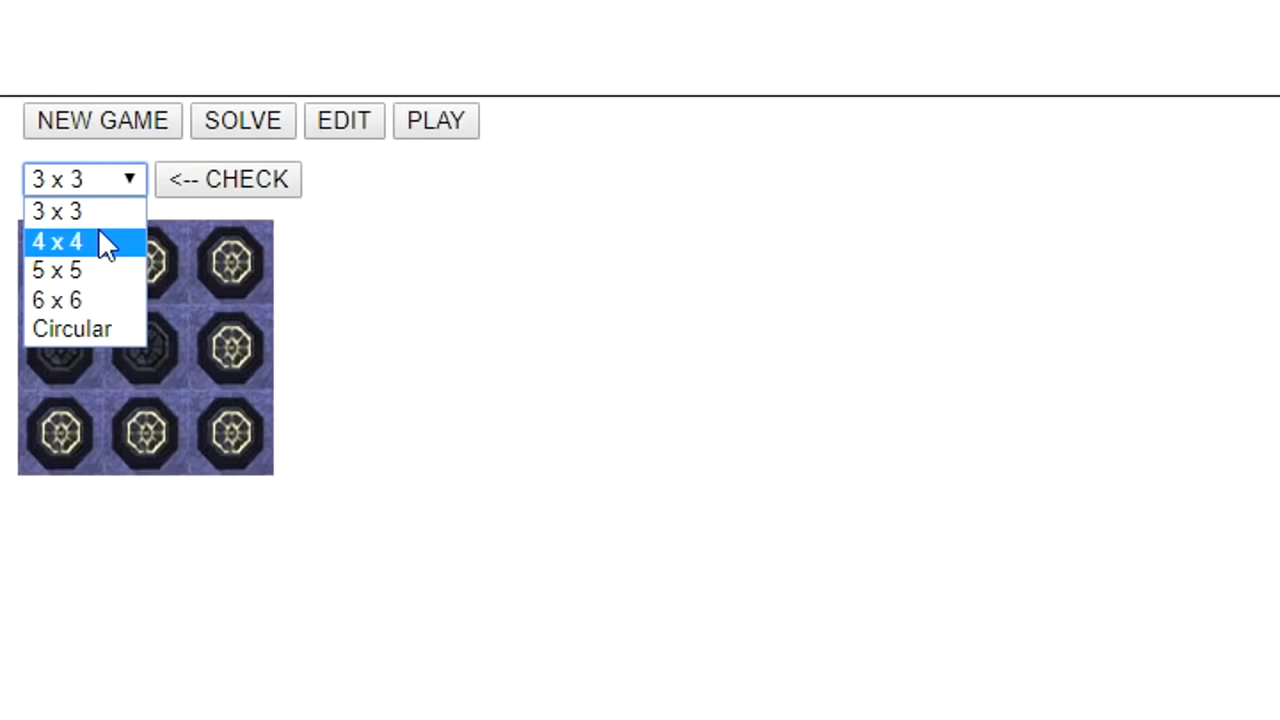 NEW GAME SOLVE EDIT PLAY
3 x 3 <-- CHECK
3 x 3
4 x 4
5 x 5
6 x 6
Circular